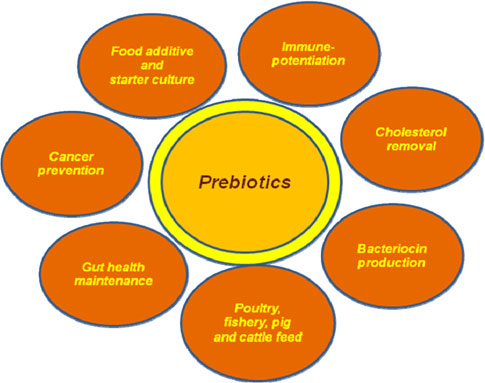 Food additive
and
starter culture
Immune-
potentiation
Cholesterol
removal
Cancer
prevention
Prebiotics
Bacteriocin
production
Gut health
maintenance
Poultry,
fishery, pig
and cattle feed